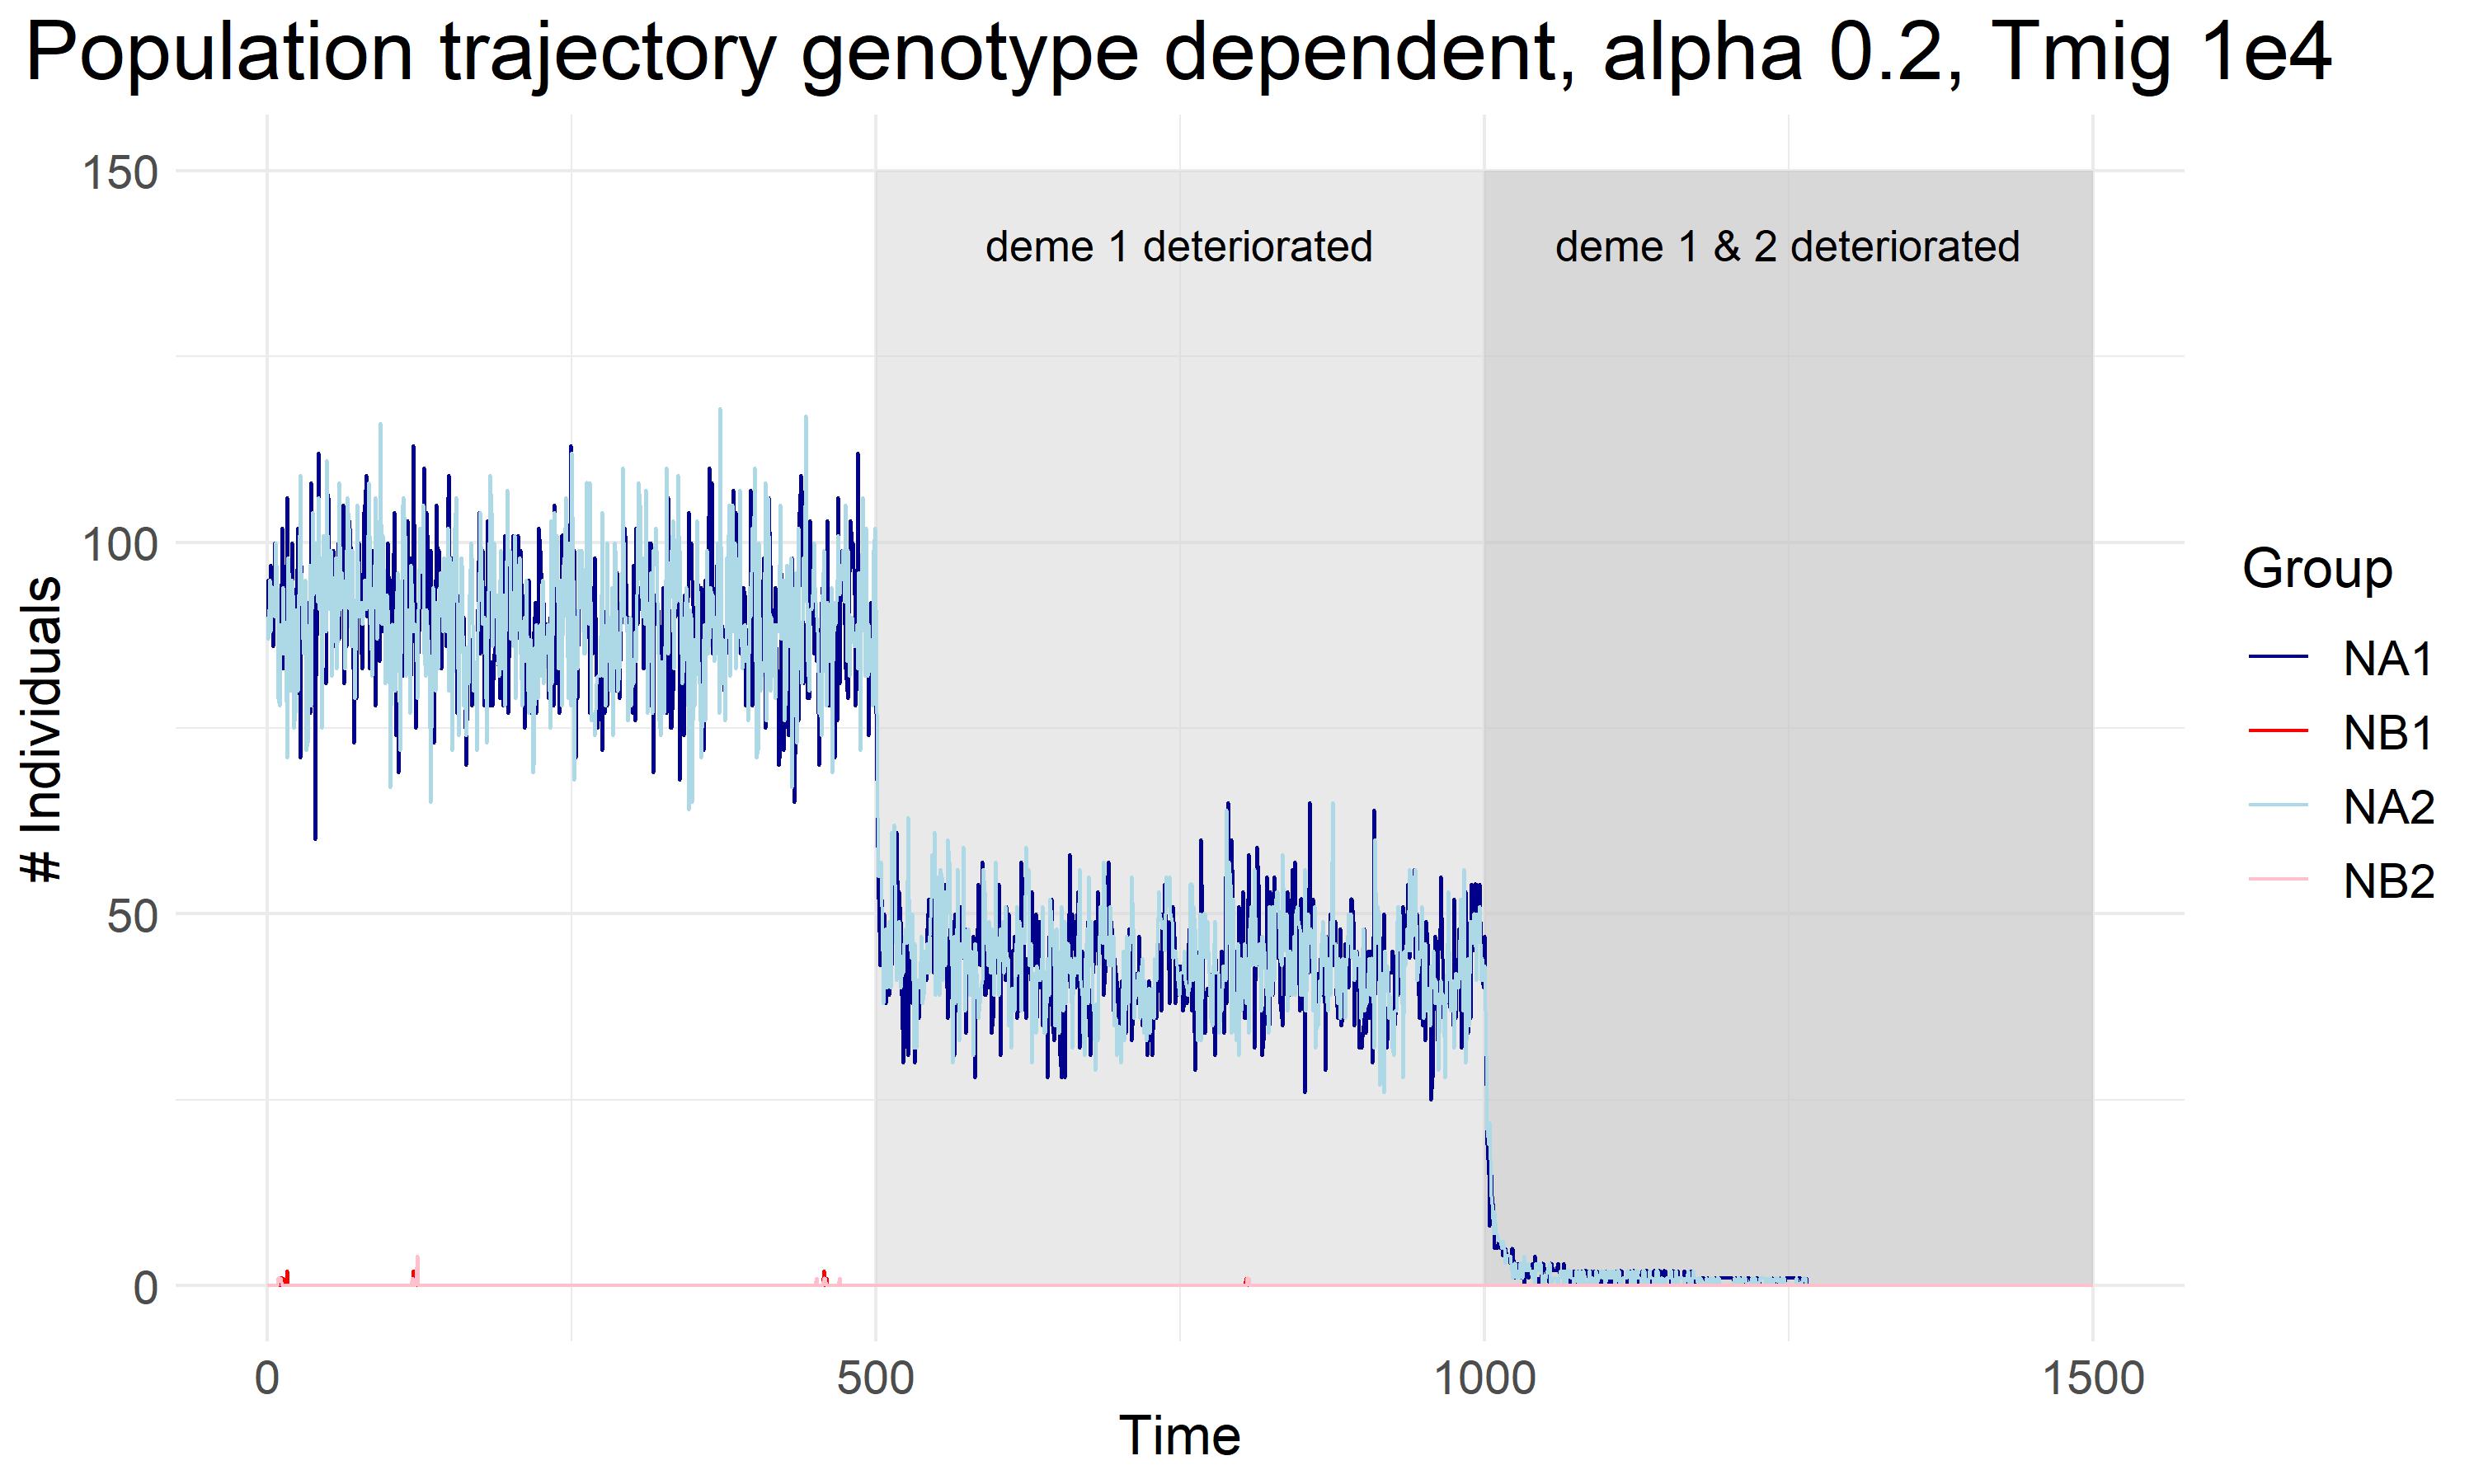 Population trajectory genotype dependent, alpha 0.2, Tmig 1e4
150
100
50
0
# Individuals
deme 1 deteriorated
deme 1 & 2 deteriorated
0
500
1000
1500
Time
Group
NA1
NB1
NA2
NB2